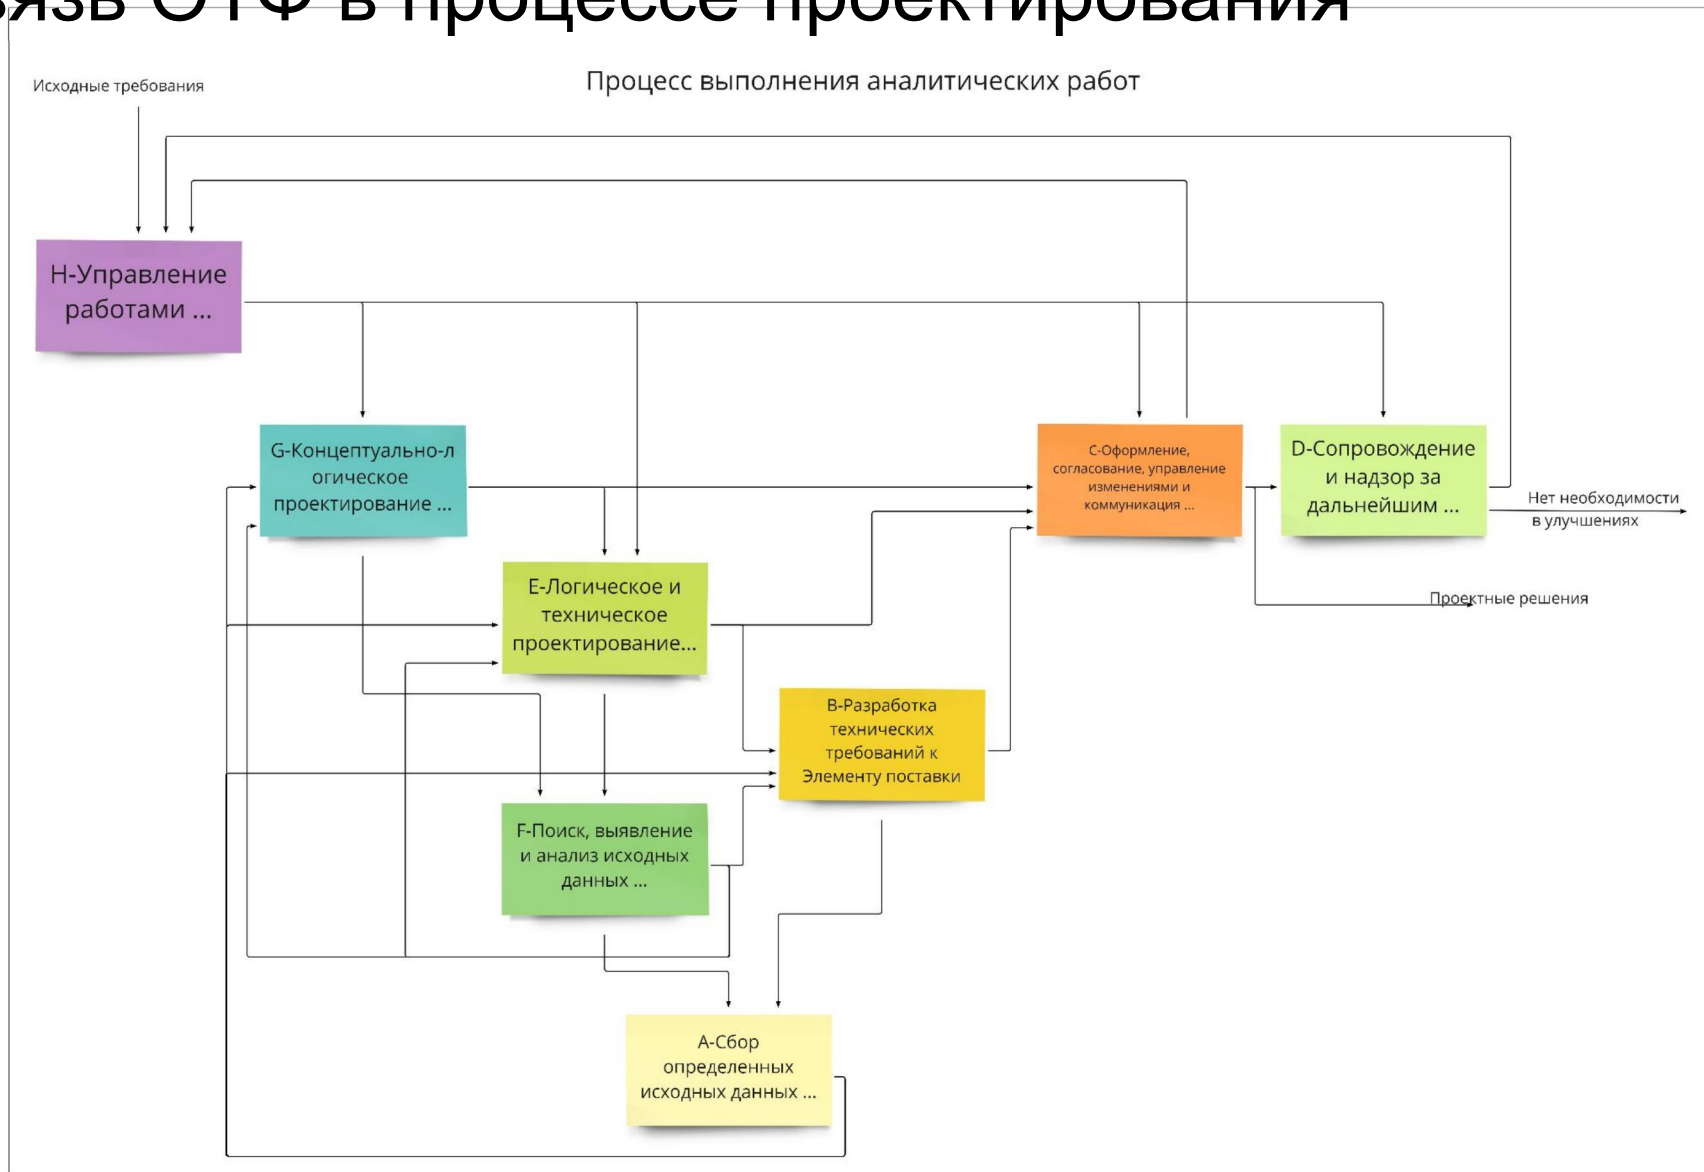 ОТФ в процессе проектирования
Процесс выполнения аналитических работ
Исходные требования
H-Управление
работами ...
G-Концептуально-л
огическое
проектирование ...
C-Оформление,
согласование, управление
изменениями и
коммуникация ...
D-Сопровождение
и надзор за
дальнейшим ...
Нет необходимости
в улучшениях
E-Логическое и
техническое
проектирование...
Проектные решения
B-Разработка
технических
требований к
Элементу поставки
F-Поиск, выявление
и анализ исходных
данных ...
A-Сбор
определенных
исходных данных ...